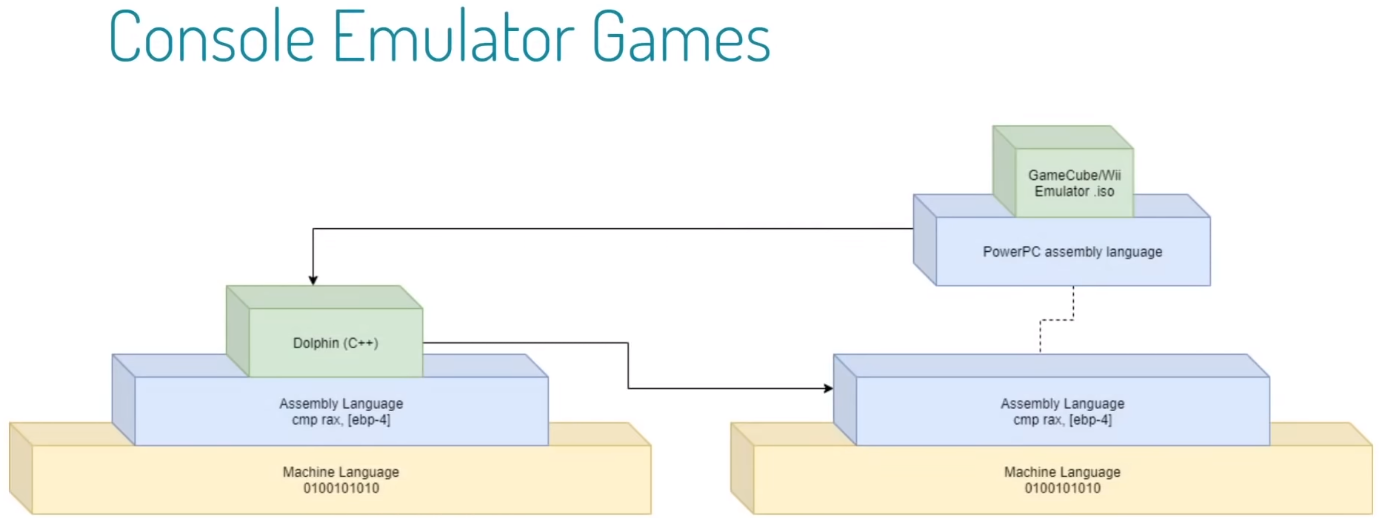 Console Emulator Games
GameCube/Wii
Emulator .iso
PowerPC assembly language
Dolphin (C++)
Assembly Language
cmp rax, [ebp-4]
Machine Language
0100101010
Assembly Language
cmp rax, [ebp-4]
Machine Language
0100101010